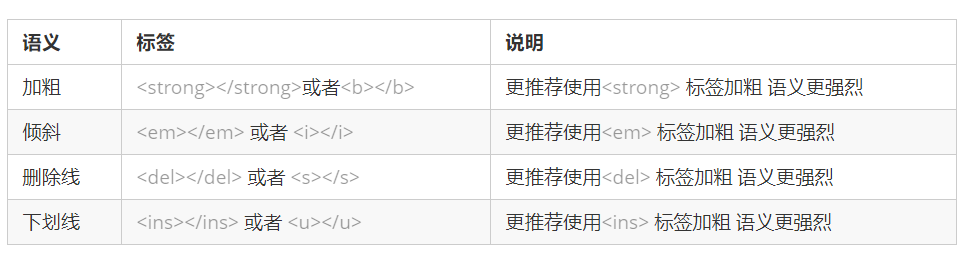 语义 标签 说明
加粗 <strong></strong>或者<b></b> 更推荐使用<strong> 标签加粗 语义更强烈
倾斜 <em></em> 或者 <i></i> 更推荐使用<em> 标签加粗 语义更强烈
删除线 <del></del> 或者 <s></s> 更推荐使用<del> 标签加粗 语义更强烈
下划线 <ins></ins> 或者 <u></u> 更推荐使用<ins> 标签加粗 语义更强烈